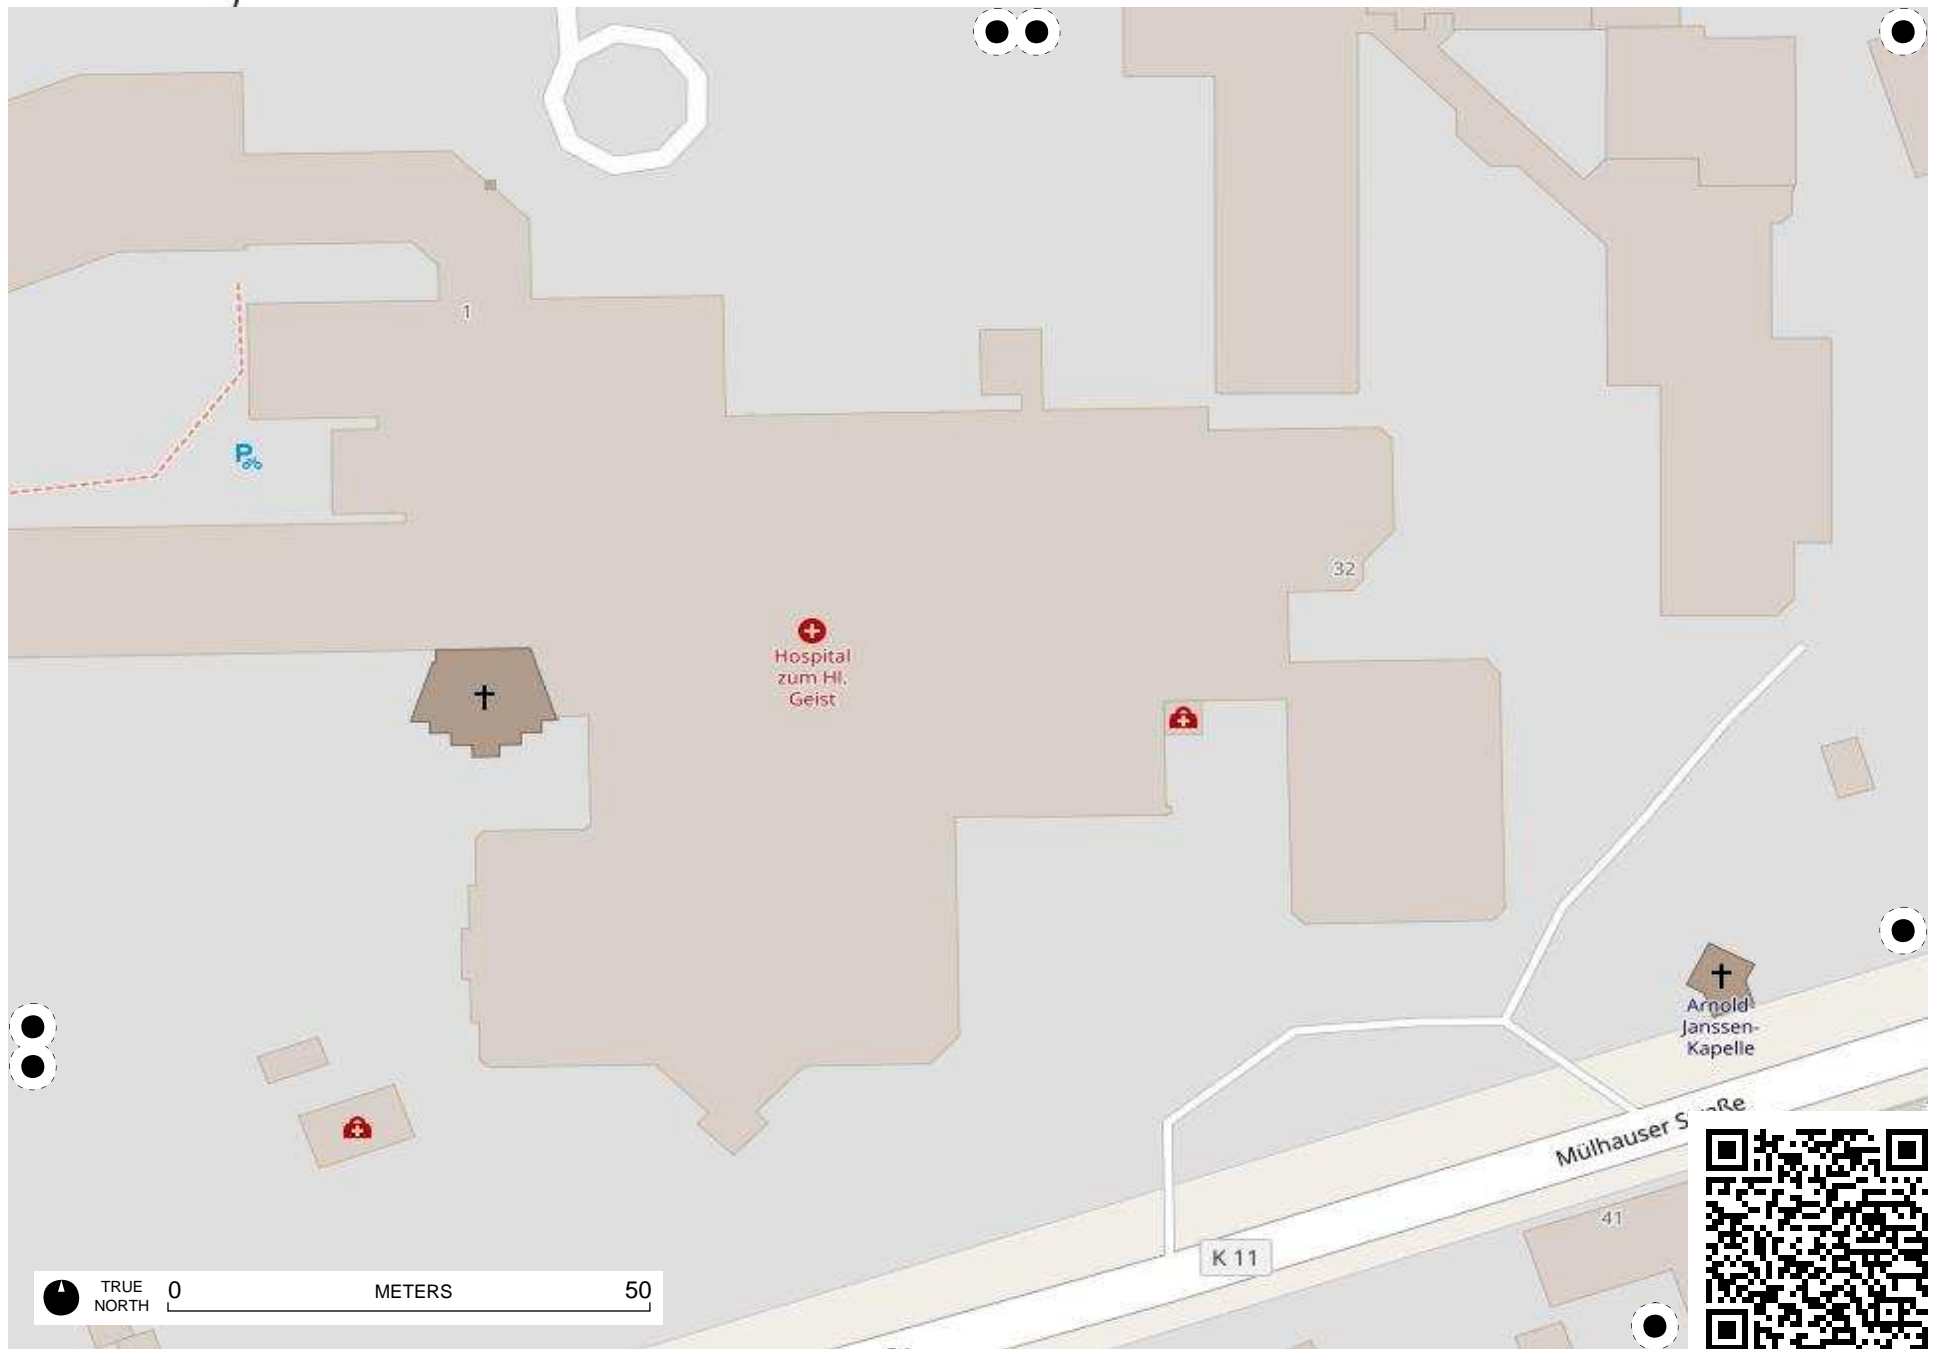 1
P
32
Hospital
zum Hl.
Geist
Arnold-
Janssen-
Kapelle
Mülhauser Straße
41
K 11
TRUE
NORTH
0
METERS
50